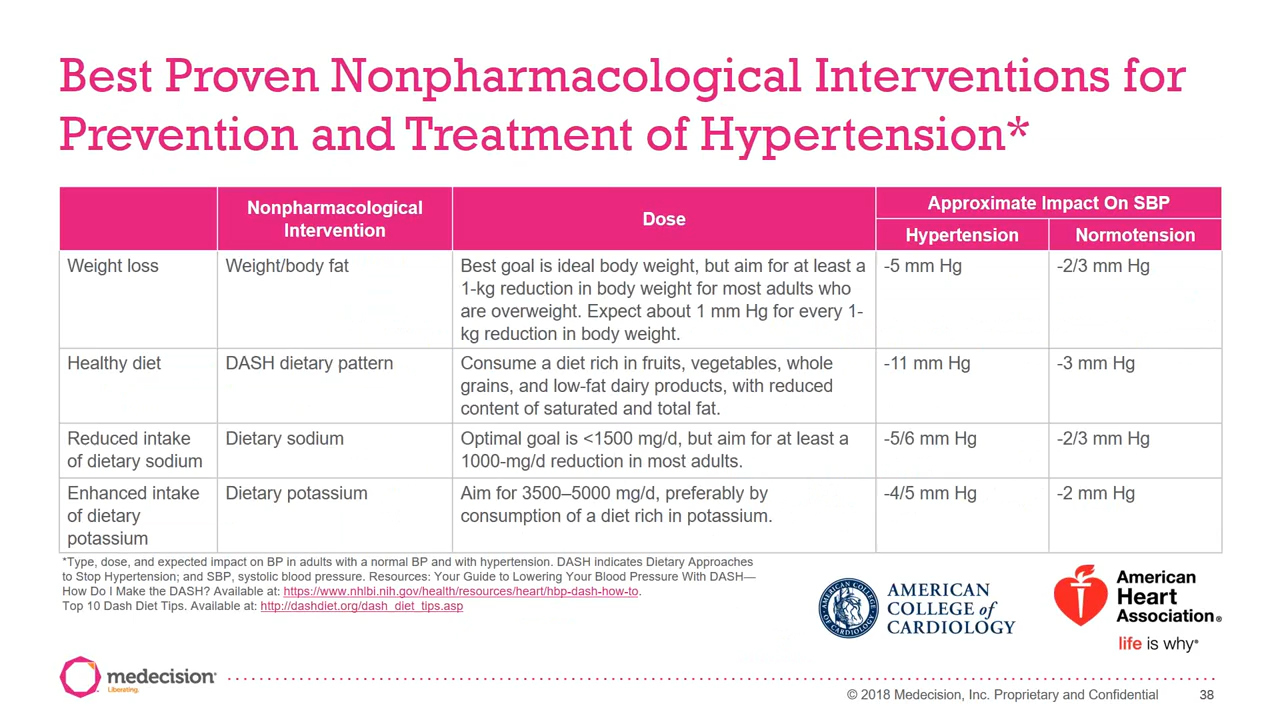 Best Proven Nonpharmacological Interventions for
Prevention and Treatment of Hypertension*
Nonpharmacological
Intervention
Dose
Approximate Impact On SBP
Hypertension
Normotension
Weight loss
Weight/body fat
Best goal is ideal body weight, but aim for at least a
1-kg reduction in body weight for most adults who
are overweight. Expect about 1 mm Hg for every 1-
kg reduction in body weight.
-5 mm Hg
-2/3 mm Hg
Healthy diet
DASH dietary pattern
Consume a diet rich in fruits, vegetables, whole
grains, and low-fat dairy products, with reduced
content of saturated and total fat.
-11 mm Hg
-3 mm Hg
Reduced intake
of dietary sodium
Dietary sodium
Optimal goal is <1500 mg/d, but aim for at least a
1000-mg/d reduction in most adults.
-5/6 mm Hg
-2/3 mm Hg
Enhanced intake
of dietary
potassium
Dietary potassium
Aim for 3500–5000 mg/d, preferably by
consumption of a diet rich in potassium.
-4/5 mm Hg
-2 mm Hg
*Type, dose, and expected impact on BP in adults with a normal BP and with hypertension. DASH indicates Dietary Approaches
to Stop Hypertension; and SBP, systolic blood pressure. Resources: Your Guide to Lowering Your Blood Pressure With DASH—
How Do I Make the DASH? Available at: https://www.nhlbi.nih.gov/health/resources/heart/hbp-dash-how-to.
Top 10 Dash Diet Tips. Available at: http://dashdiet.org/dash_diet_tips.asp
AMERICAN COLLEGE OF CARDIOLOGY
AMERICAN
COLLEGE of
CARDIOLOGY
American
Heart
Association®
life is why®
medecision®
Liberating.
© 2018 Medecision, Inc. Proprietary and Confidential
38